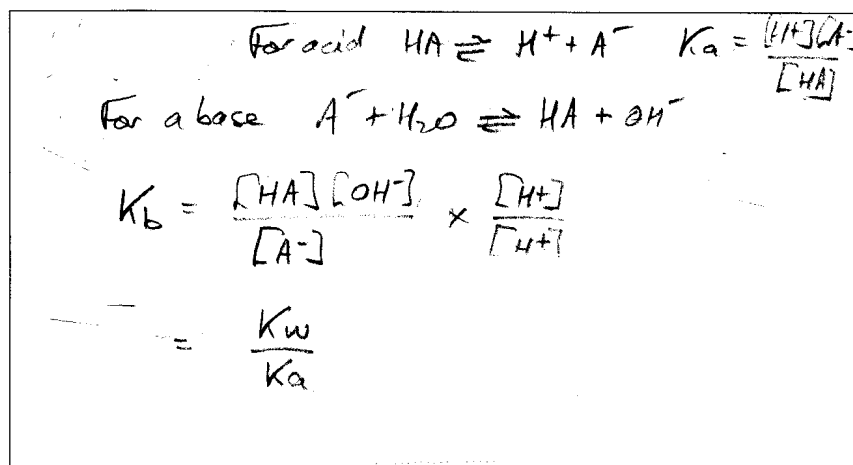 For acid HA ⇌ H⁺ + A⁻ Ka = [H+][A-] / [HA]
For a base A⁻ + H₂O ⇌ HA + OH⁻
Kb = [HA][OH-] / [A-] × [H+] / [H+]
= Kw / Ka